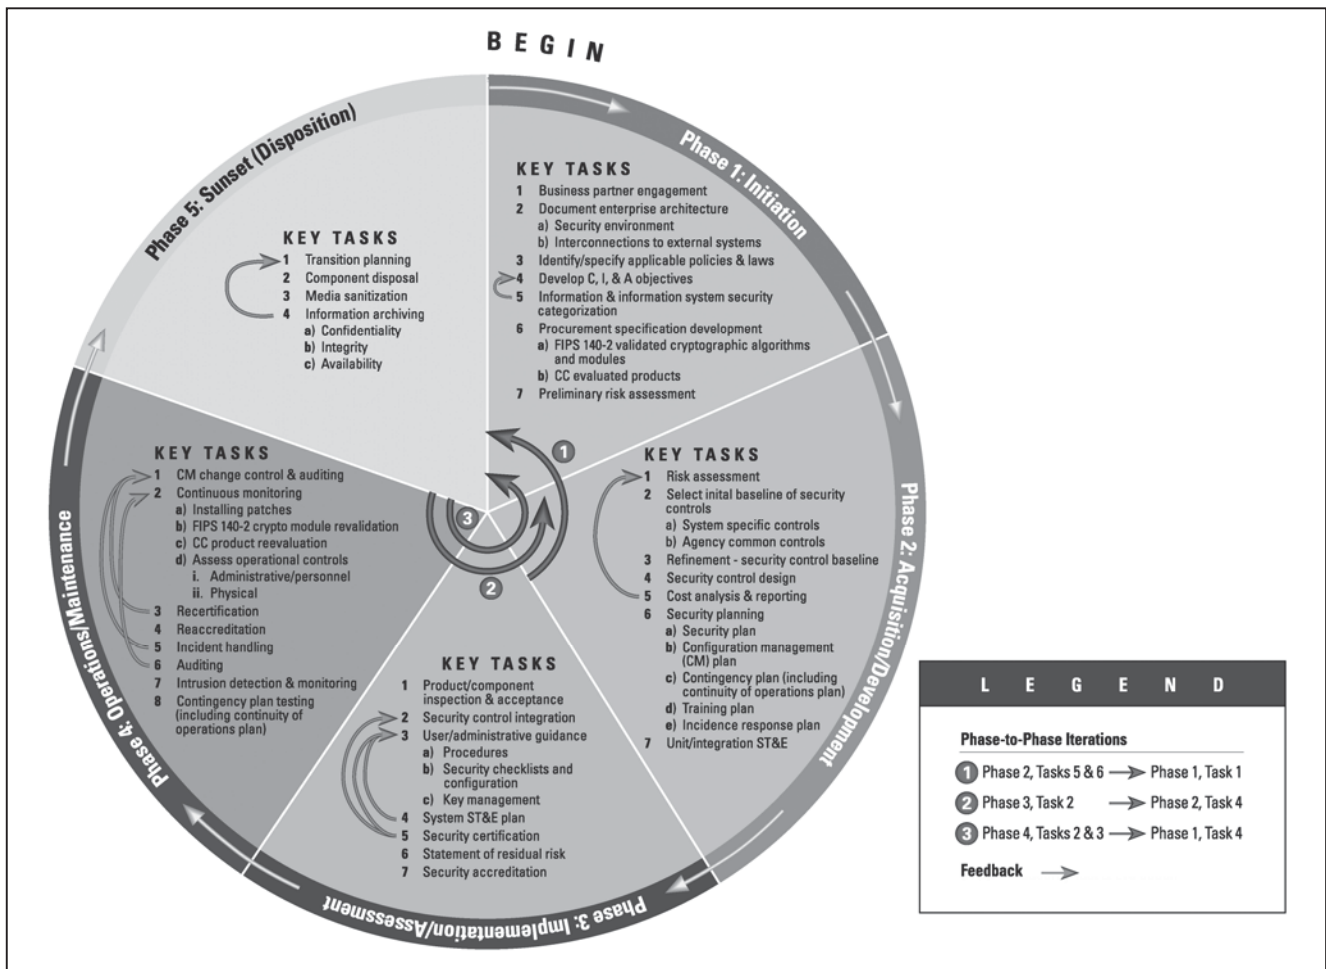 BEGIN
Phase 1: Initiation
KEY TASKS
1 Business partner engagement
2 Document enterprise architecture
a) Security environment
b) Interconnections to external systems
3 Identify/specify applicable policies & laws
4 Develop C, I, & A objectives
5 Information & information system security
categorization
6 Procurement specification development
a) FIPS 140-2 validated cryptographic algorithms
and modules
b) CC evaluated products
7 Preliminary risk assessment
Phase 2: Acquisition/Development
KEY TASKS
1 Risk assessment
2 Select inital baseline of security
controls
a) System specific controls
b) Agency common controls
3 Refinement - security control baseline
4 Security control design
5 Cost analysis & reporting
6 Security planning
a) Security plan
b) Configuration management
(CM) plan
c) Contingency plan (including
continuity of operations plan)
d) Training plan
e) Incidence response plan
7 Unit/integration ST&E
Phase 3: Implementation/Assessment
KEY TASKS
1 Product/component
inspection & acceptance
2 Security control integration
3 User/administrative guidance
a) Procedures
b) Security checklists and
configuration
c) Key management
4 System ST&E plan
5 Security certification
6 Statement of residual risk
7 Security accreditation
Phase 4: Operations/Maintenance
KEY TASKS
1 CM change control & auditing
2 Continuous monitoring
a) Installing patches
b) FIPS 140-2 crypto module revalidation
c) CC product reevaluation
d) Assess operational controls
i. Administrative/personnel
ii. Physical
3 Recertification
4 Reaccreditation
5 Incident handling
6 Auditing
7 Intrusion detection & monitoring
8 Contingency plan testing
(including continuity of
operations plan)
Phase 5: Sunset (Disposition)
KEY TASKS
1 Transition planning
2 Component disposal
3 Media sanitization
4 Information archiving
a) Confidentiality
b) Integrity
c) Availability
1
3
2
LEGEND
Phase-to-Phase Iterations
1 Phase 2, Tasks 5 & 6 Phase 1, Task 1
2 Phase 3, Task 2 Phase 2, Task 4
3 Phase 4, Tasks 2 & 3 Phase 1, Task 4
Feedback